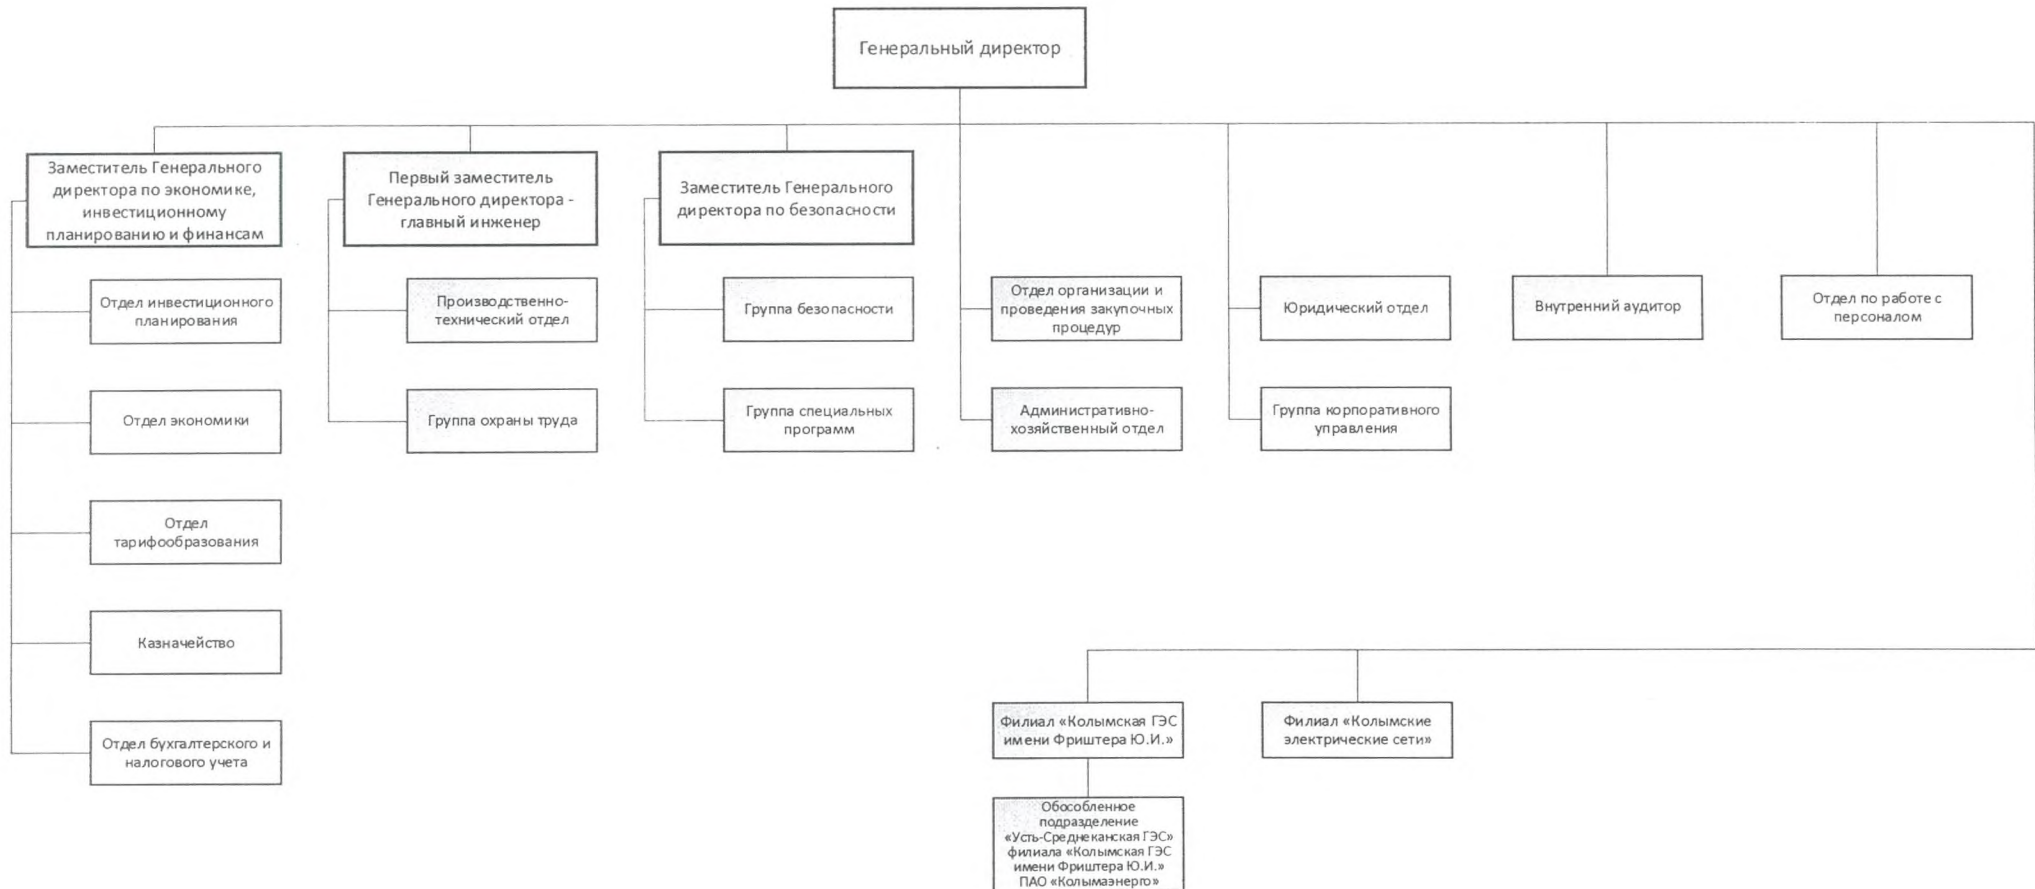 Генеральный директор
Заместитель Генерального
директора по экономике,
инвестиционному
планированию и финансам
Первый заместитель
Генерального директора -
главный инженер
Заместитель Генерального
директора по безопасности
Отдел инвестиционного
планирования
Производственно-
технический отдел
Группа безопасности
Отдел организации и
проведения закупочных
процедур
Юридический отдел
Внутренний аудитор
Отдел по работе с
персоналом
Отдел экономики
Группа охраны труда
Группа специальных
программ
Административно-
хозяйственный отдел
Группа корпоративного
управления
Отдел
тарифообразования
Казначейство
Отдел бухгалтерского и
налогового учета
Филиал «Колымская ГЭС
имени Фриштера Ю.И.»
Филиал «Колымские
электрические сети»
Обособленное
подразделение
«Усть-Среднеканская ГЭС»
филиала «Колымская ГЭС
имени Фриштера Ю.И.»
ПАО «Колымаэнерго»